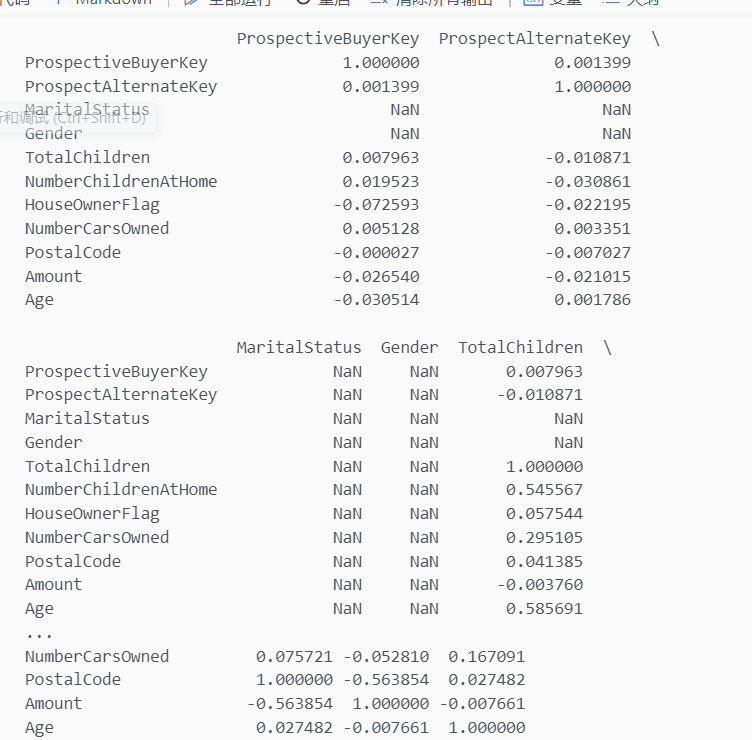 代码 + Markdown 全部运行 重启 清除所有输出 变量 大纲
ProspectiveBuyerKey ProspectAlternateKey \
ProspectiveBuyerKey 1.000000 0.001399
ProspectAlternateKey 0.001399 1.000000
MaritalStatus NaN NaN
行和调试 (Ctrl+Shift+D)
Gender NaN NaN
TotalChildren 0.007963 -0.010871
NumberChildrenAtHome 0.019523 -0.030861
HouseOwnerFlag -0.072593 -0.022195
NumberCarsOwned 0.005128 0.003351
PostalCode -0.000027 -0.007027
Amount -0.026540 -0.021015
Age -0.030514 0.001786
MaritalStatus Gender TotalChildren \
ProspectiveBuyerKey NaN NaN 0.007963
ProspectAlternateKey NaN NaN -0.010871
MaritalStatus NaN NaN NaN
Gender NaN NaN NaN
TotalChildren NaN NaN 1.000000
NumberChildrenAtHome NaN NaN 0.545567
HouseOwnerFlag NaN NaN 0.057544
NumberCarsOwned NaN NaN 0.295105
PostalCode NaN NaN 0.041385
Amount NaN NaN -0.003760
Age NaN NaN 0.585691
...
NumberCarsOwned 0.075721 -0.052810 0.167091
PostalCode 1.000000 -0.563854 0.027482
Amount -0.563854 1.000000 -0.007661
Age 0.027482 -0.007661 1.000000